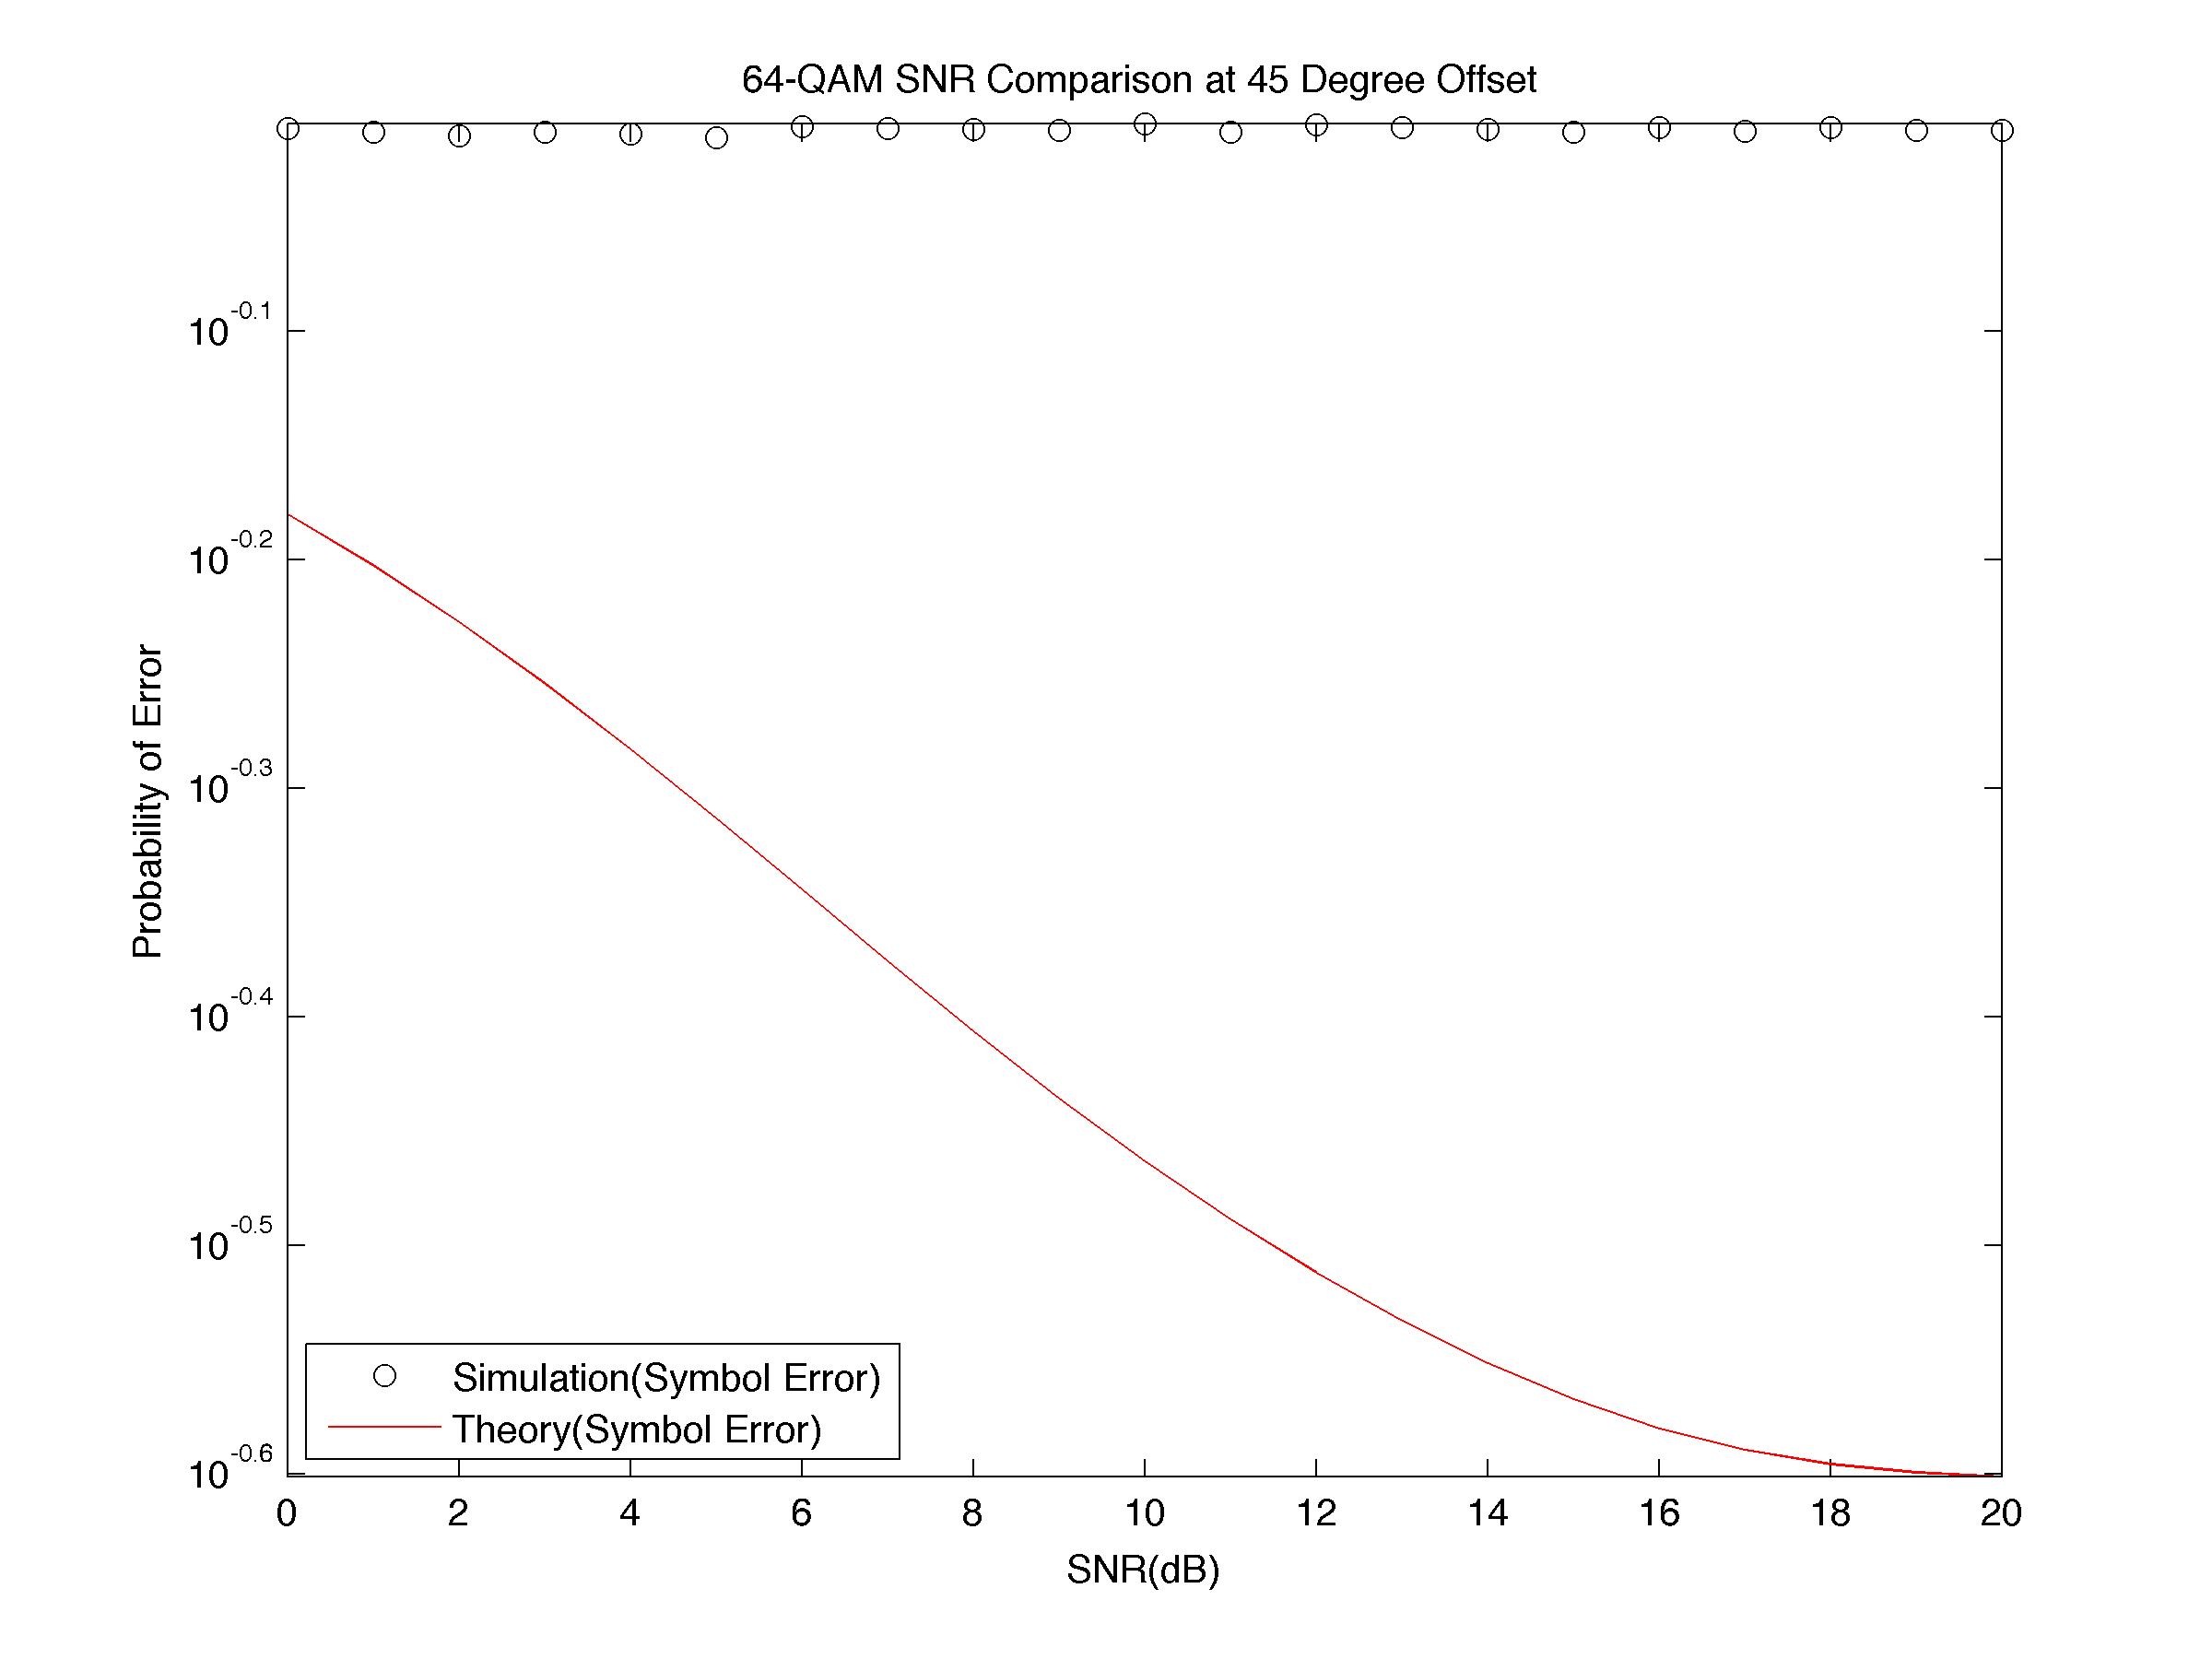 64-QAM SNR Comparison at 45 Degree Offset
10^-0.1
10^-0.2
10^-0.3
10^-0.4
10^-0.5
10^-0.6
Probability of Error
Simulation(Symbol Error)
Theory(Symbol Error)
0 2 4 6 8 10 12 14 16 18 20
SNR(dB)